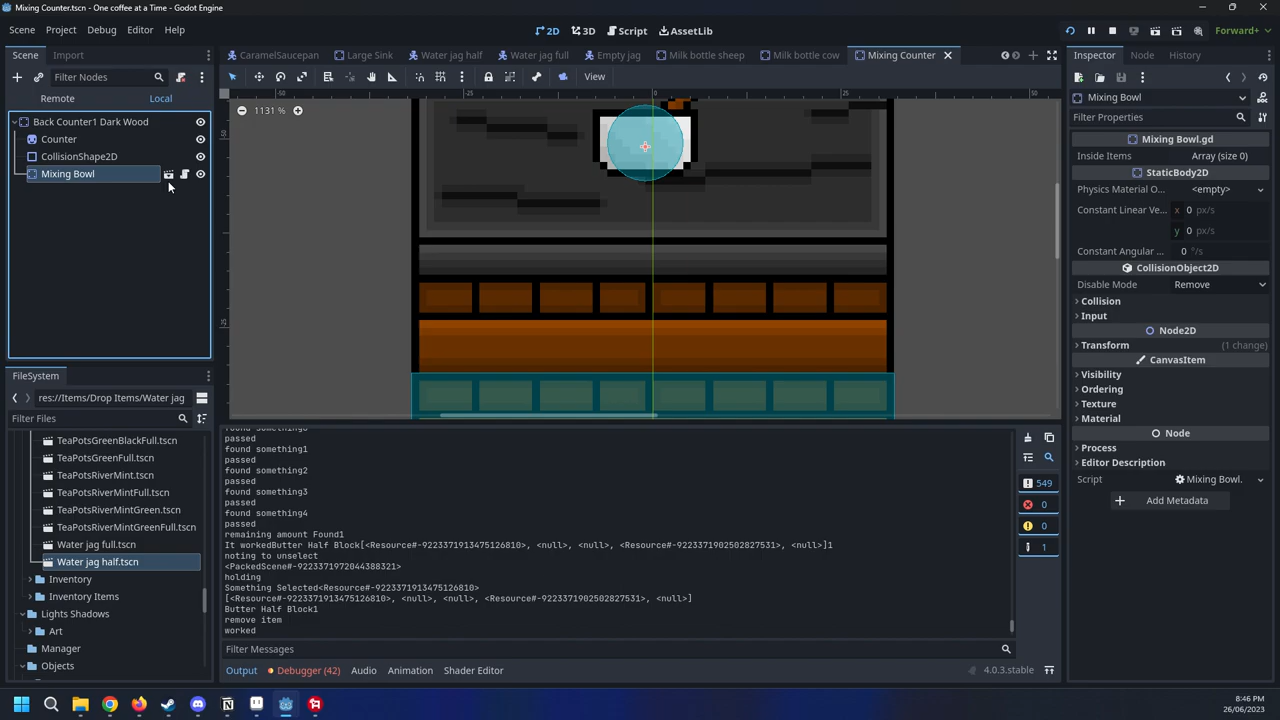 Mixing Counter.tscn - One coffee at a Time - Godot Engine
Scene Project Debug Editor Help
2D 3D Script AssetLib
Forward+
Scene Import
CaramelSaucepan Large Sink Water jag half Water jag full Empty jag Milk bottle sheep Milk bottle cow Mixing Counter
Inspector Node History
Filter Nodes
View
Remote Local
1131 %
Mixing Bowl
Filter Properties
Back Counter1 Dark Wood
Counter
CollisionShape2D
Mixing Bowl
-50 -25 0 25 50
-50
-25
Mixing Bowl.gd
Inside Items Array (size 0)
StaticBody2D
Physics Material O... <empty>
Constant Linear Ve... x 0 px/s
y 0 px/s
Constant Angular ... 0 °/s
CollisionObject2D
Disable Mode Remove
Collision
Input
Node2D
Transform (1 change)
CanvasItem
Visibility
Ordering
Texture
Material
Node
Process
Editor Description
Script Mixing Bowl.
Add Metadata
FileSystem
res://Items/Drop Items/Water jag
Filter Files
TeaPotsGreenBlackFull.tscn
TeaPotsGreenFull.tscn
TeaPotsRiverMint.tscn
TeaPotsRiverMintFull.tscn
TeaPotsRiverMintGreen.tscn
TeaPotsRiverMintGreenFull.tscn
Water jag full.tscn
Water jag half.tscn
Inventory
Inventory Items
Lights Shadows
Art
Manager
Objects
found something0
passed
found something1
passed
found something2
passed
found something3
passed
found something4
passed
remaining amount Found1
It workedButter Half Block[<Resource#-9223371913475126810>, <null>, <null>, <Resource#-9223371902502827531>, <null>]1
noting to unselect
<PackedScene#-9223371972044388321>
holding
Something Selected<Resource#-9223371913475126810>
[<Resource#-9223371913475126810>, <null>, <null>, <Resource#-9223371902502827531>, <null>]
Butter Half Block1
remove item
worked
549
0
0
1
Filter Messages
Output Debugger (42) Audio Animation Shader Editor
4.0.3.stable
8:46 PM
26/06/2023